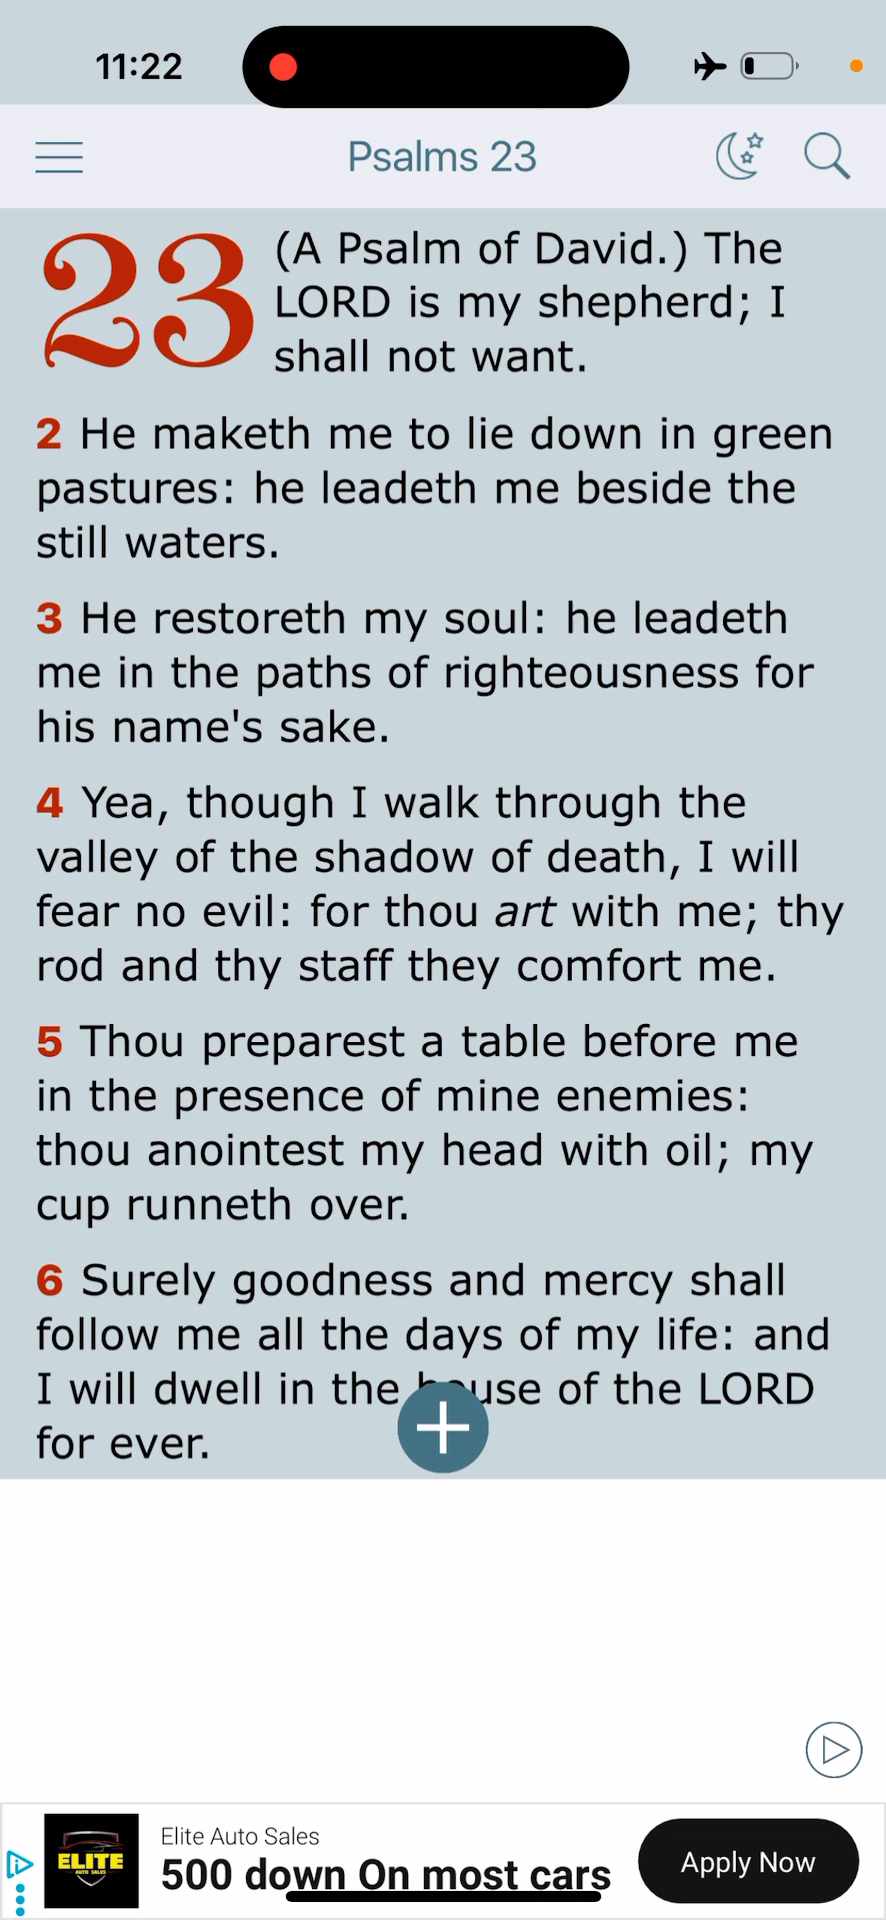 11:22
Psalms 23
23 (A Psalm of David.) The
LORD is my shepherd; I
shall not want.
2 He maketh me to lie down in green
pastures: he leadeth me beside the
still waters.
3 He restoreth my soul: he leadeth
me in the paths of righteousness for
his name's sake.
4 Yea, though I walk through the
valley of the shadow of death, I will
fear no evil: for thou art with me; thy
rod and thy staff they comfort me.
5 Thou preparest a table before me
in the presence of mine enemies:
thou anointest my head with oil; my
cup runneth over.
6 Surely goodness and mercy shall
follow me all the days of my life: and
I will dwell in the house of the LORD
for ever.
ELITE
AUTO SALES
Elite Auto Sales
500 down On most cars
Apply Now